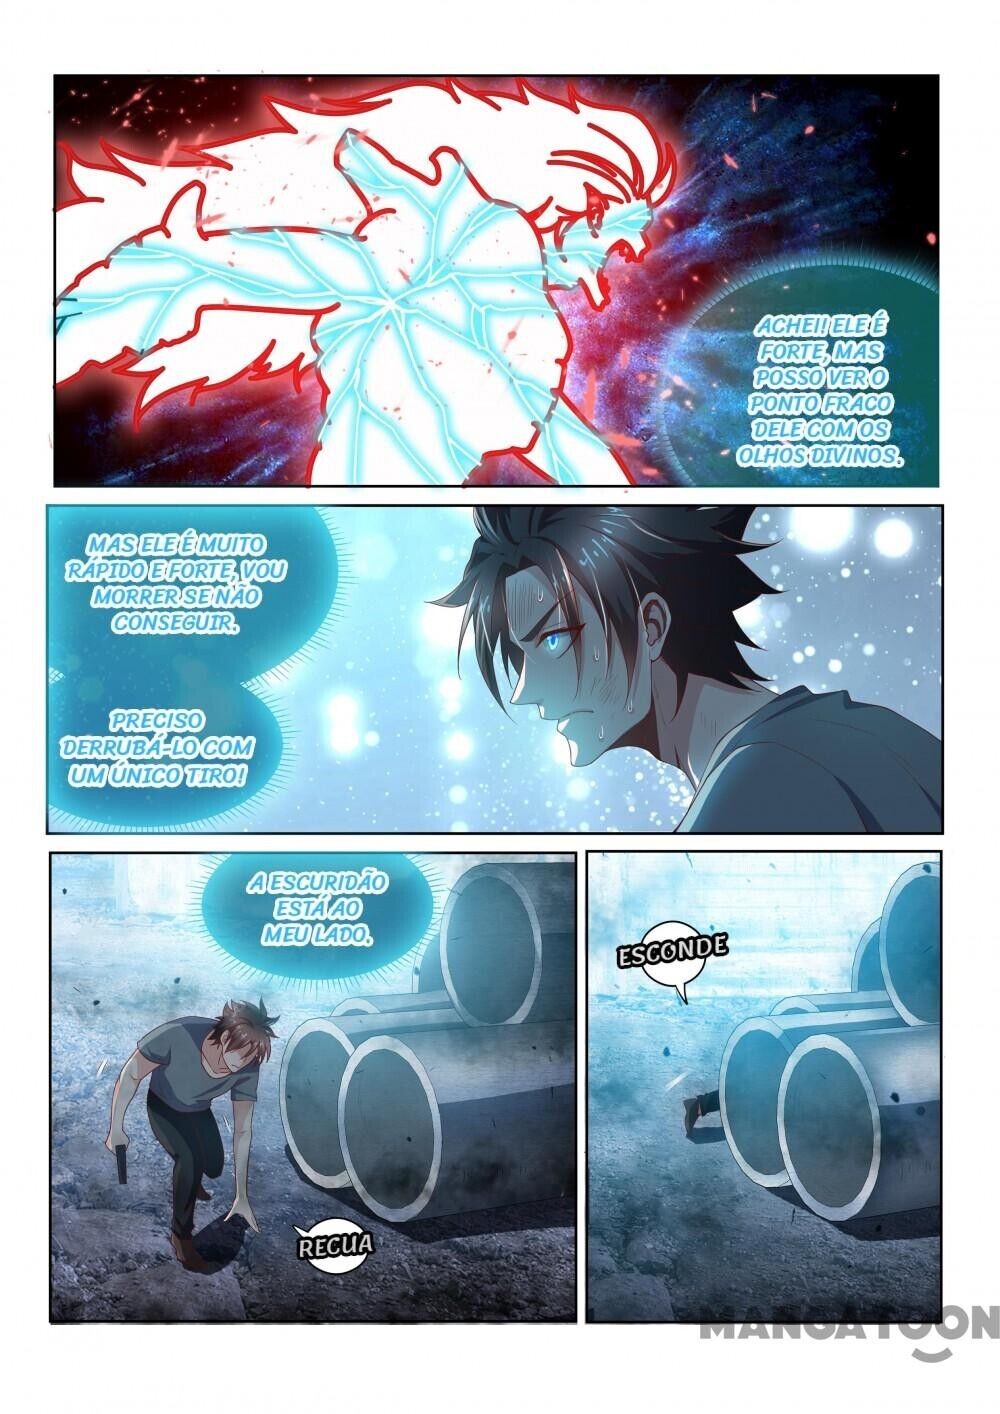 ACHEI! ELE É
FORTE, MAS
POSSO VER O
PONTO FRACO
DELE COM OS
OLHOS DIVINOS.
MAS ELE É MUITO
RÁPIDO E FORTE, VOU
MORRER SE NÃO
CONSEGUIR.
PRECISO
DERRUBÁ-LO COM
UM ÚNICO TIRO!
A ESCURIDÃO
ESTÁ AO
MEU LADO.
RECUA
ESCONDE
MANGATOON